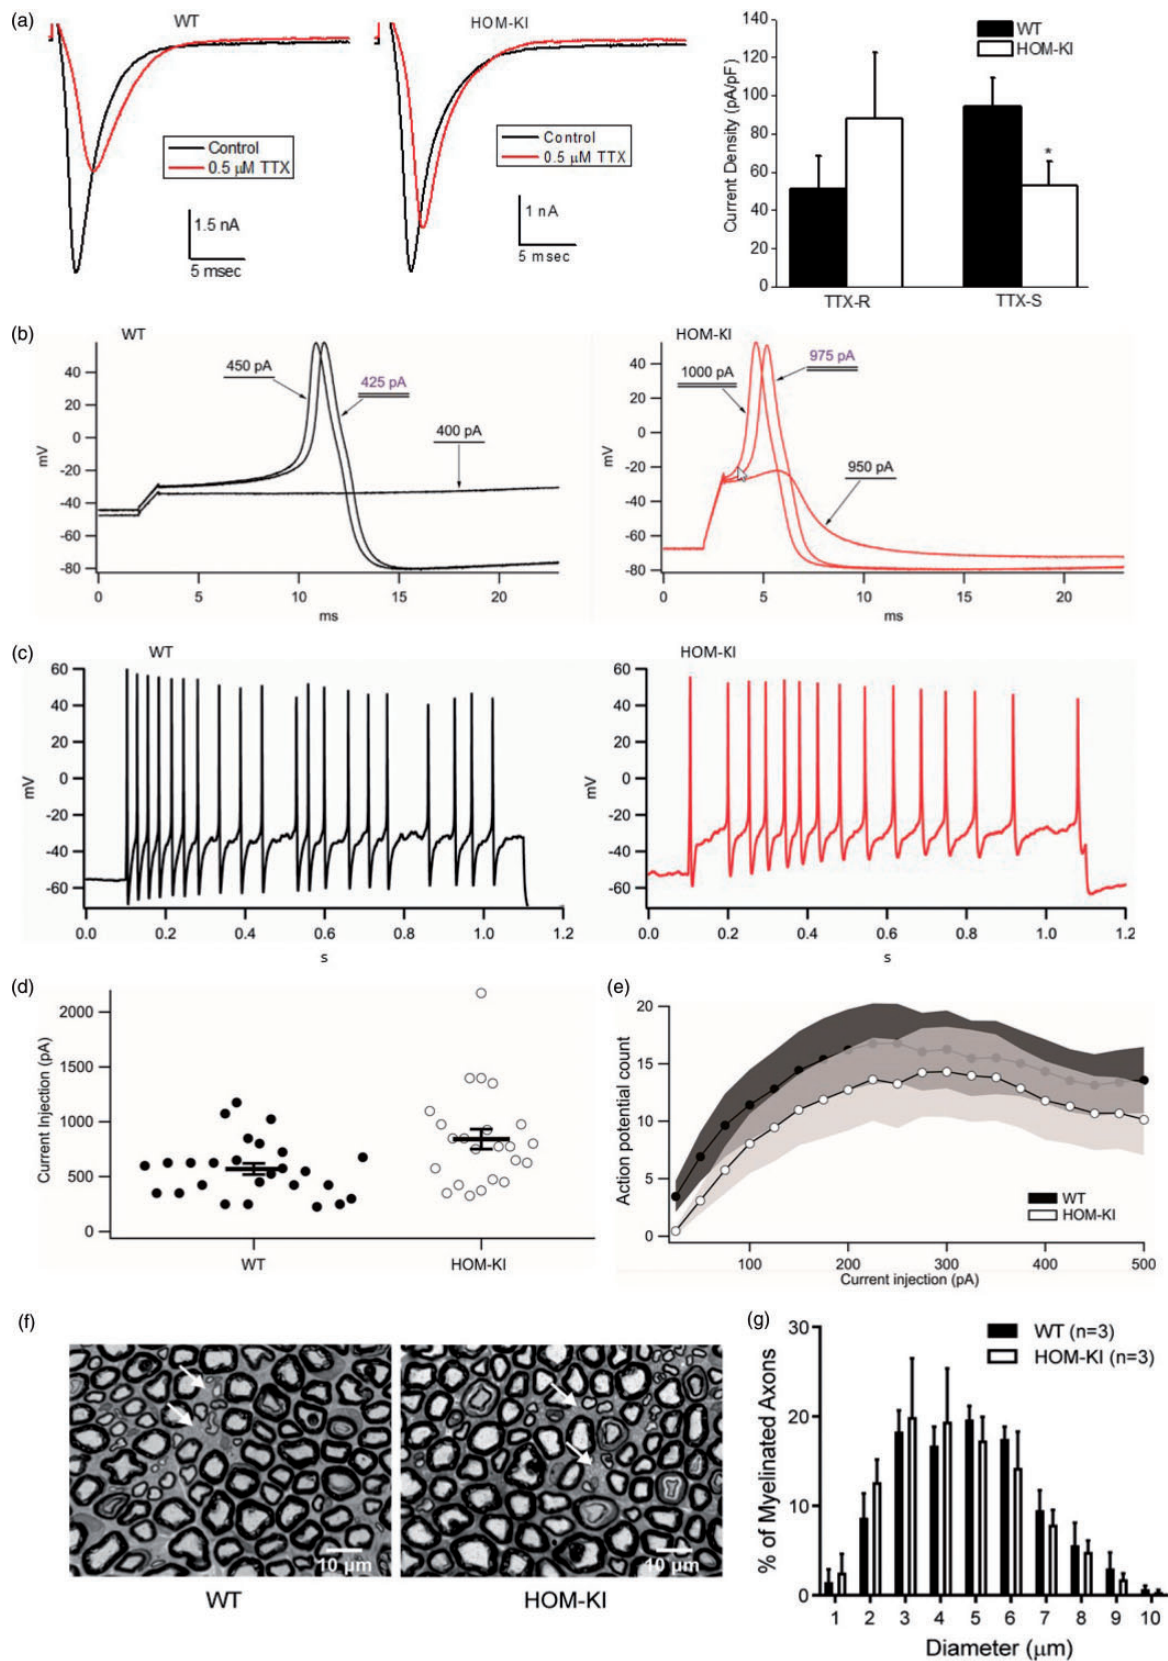 (a)
WT
HOM-KI
Control
0.5 μM TTX
1.5 nA
5 msec
Control
0.5 μM TTX
1 nA
5 msec
WT
HOM-KI
Current Density (pA/pF)
140
120
100
80
60
40
20
0
*
TTX-R
TTX-S
(b)
WT
HOM-KI
450 pA
425 pA
400 pA
mV
40
20
0
-20
-40
-60
-80
0 5 10 15 20
ms
1000 pA
975 pA
950 pA
mV
40
20
0
-20
-40
-60
-80
0 5 10 15 20
ms
(c)
WT
HOM-KI
mV
60
40
20
0
-20
-40
-60
0.0 0.2 0.4 0.6 0.8 1.0 1.2
s
mV
60
40
20
0
-20
-40
-60
0.0 0.2 0.4 0.6 0.8 1.0 1.2
s
(d)
Current Injection (pA)
2000
1500
1000
500
0
WT
HOM-KI
(e)
Action potential count
20
15
10
5
0
WT
HOM-KI
100 200 300 400 500
Current injection (pA)
(f)
10 μm
10 μm
WT
HOM-KI
(g)
WT (n=3)
HOM-KI (n=3)
% of Myelinated Axons
30
20
10
0
1 2 3 4 5 6 7 8 9 10
Diameter (μm)